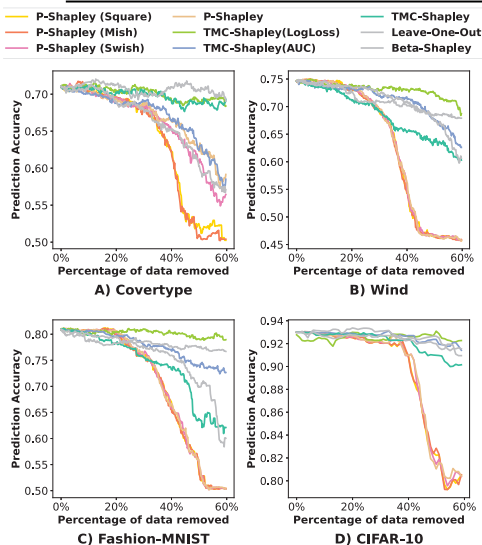 P-Shapley (Square) P-Shapley TMC-Shapley
P-Shapley (Mish) TMC-Shapley(LogLoss) Leave-One-Out
P-Shapley (Swish) TMC-Shapley(AUC) Beta-Shapley
Prediction Accuracy
0.70
0.65
0.60
0.55
0.50
0% 20% 40% 60%
Percentage of data removed
A) Covertype
Prediction Accuracy
0.75
0.70
0.65
0.60
0.55
0.50
0.45
0% 20% 40% 60%
Percentage of data removed
B) Wind
Prediction Accuracy
0.80
0.75
0.70
0.65
0.60
0.55
0.50
0% 20% 40% 60%
Percentage of data removed
C) Fashion-MNIST
Prediction Accuracy
0.94
0.92
0.90
0.88
0.86
0.84
0.82
0.80
0% 20% 40% 60%
Percentage of data removed
D) CIFAR-10